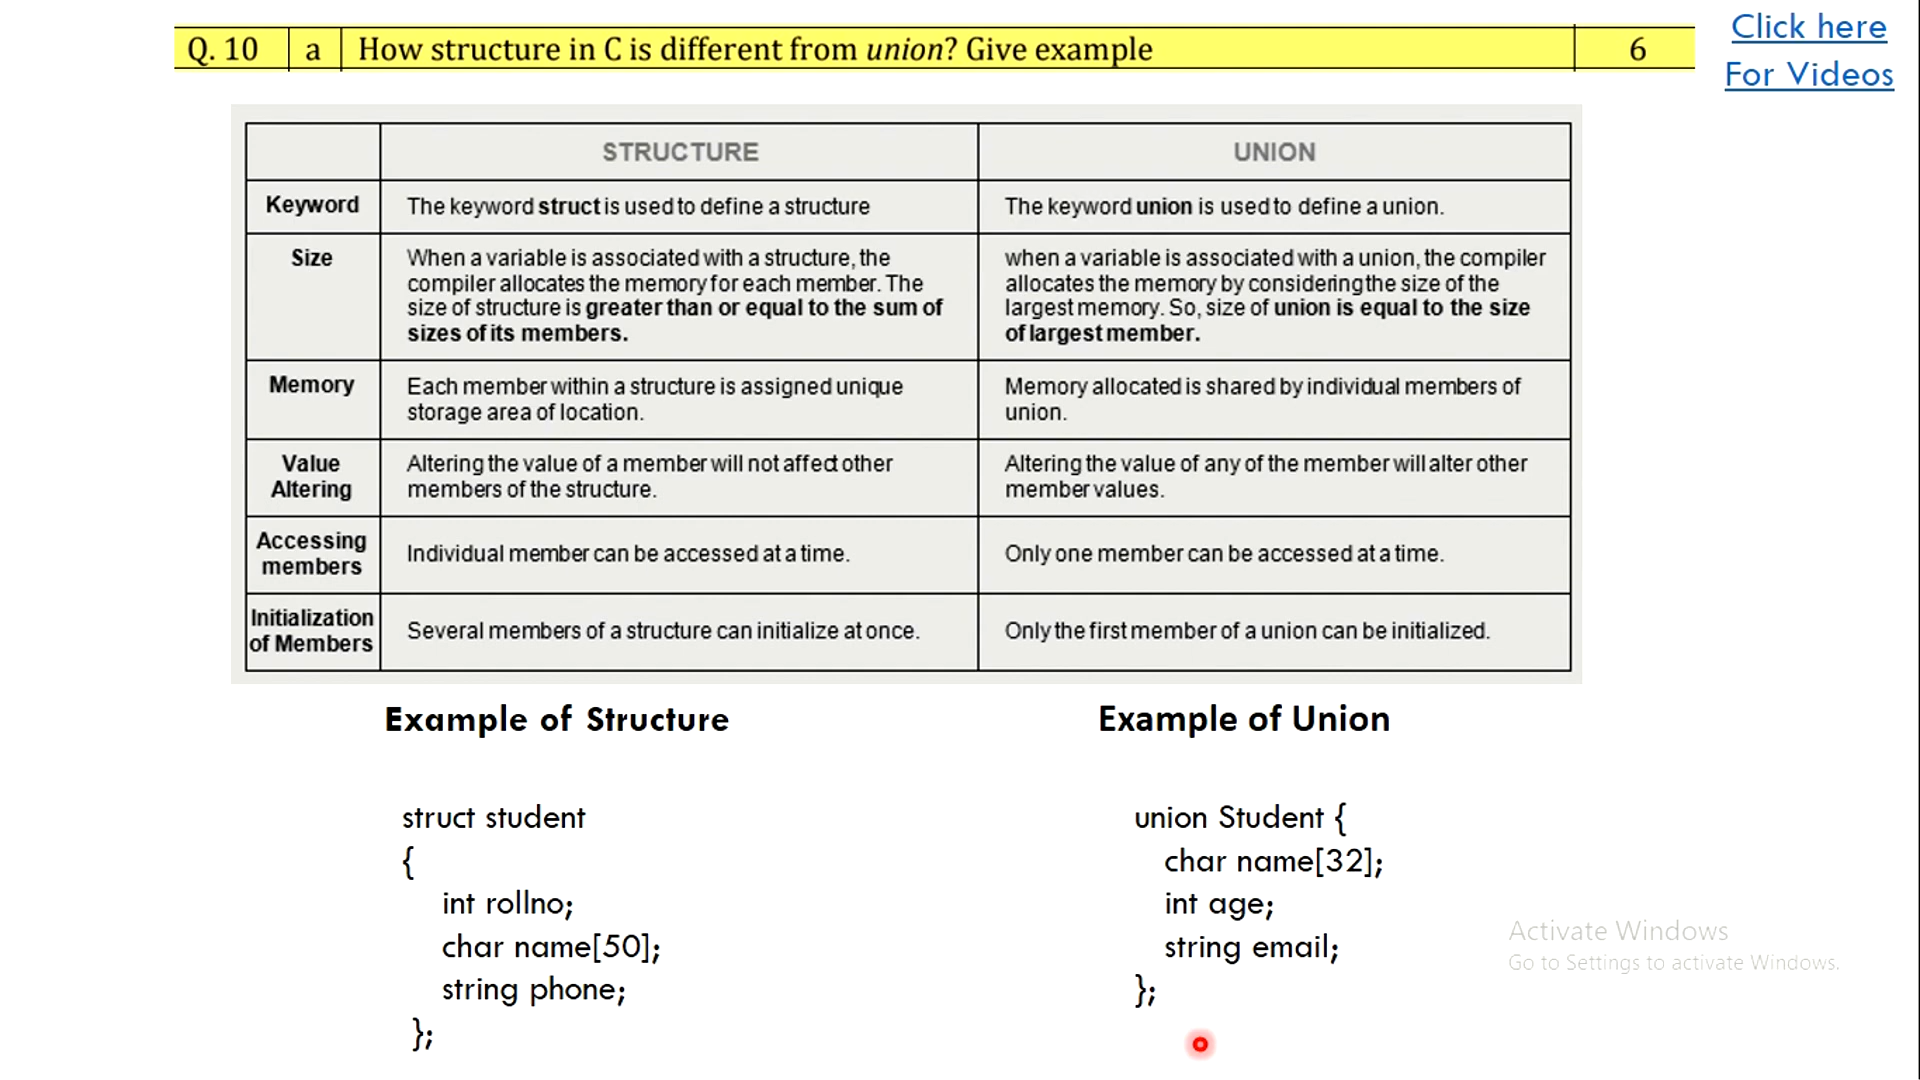 Q. 10 a How structure in C is different from union? Give example 6
Click here
For Videos
STRUCTURE UNION
Keyword The keyword struct is used to define a structure The keyword union is used to define a union.
Size When a variable is associated with a structure, the compiler allocates the memory for each member. The size of structure is greater than or equal to the sum of sizes of its members. when a variable is associated with a union, the compiler allocates the memory by considering the size of the largest memory. So, size of union is equal to the size of largest member.
Memory Each member within a structure is assigned unique storage area of location. Memory allocated is shared by individual members of union.
Value Altering Altering the value of a member will not affect other members of the structure. Altering the value of any of the member will alter other member values.
Accessing members Individual member can be accessed at a time. Only one member can be accessed at a time.
Initialization of Members Several members of a structure can initialize at once. Only the first member of a union can be initialized.
Example of Structure
struct student
{
int rollno;
char name[50];
string phone;
};
Example of Union
union Student {
char name[32];
int age;
string email;
};
Activate Windows
Go to Settings to activate Windows.